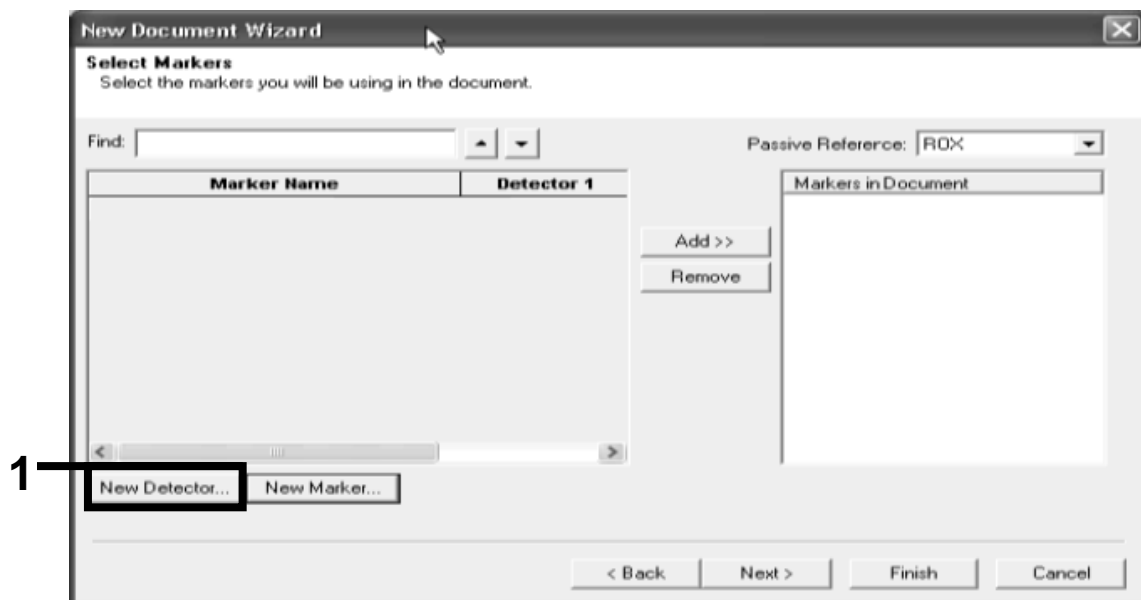 New Document Wizard
Select Markers
Select the markers you will be using in the document.
Find:
Passive Reference: ROX
Marker Name Detector 1
Markers in Document
Add >>
Remove
1
New Detector... New Marker...
< Back Next > Finish Cancel